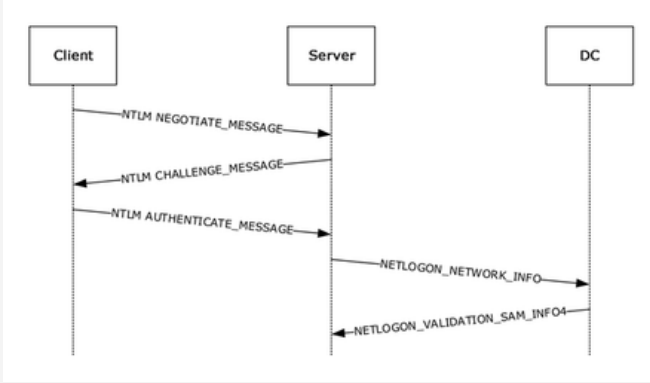 Client
Server
DC
NTLM NEGOTIATE_MESSAGE
NTLM CHALLENGE_MESSAGE
NTLM AUTHENTICATE_MESSAGE
NETLOGON_NETWORK_INFO
NETLOGON_VALIDATION_SAM_INFO4